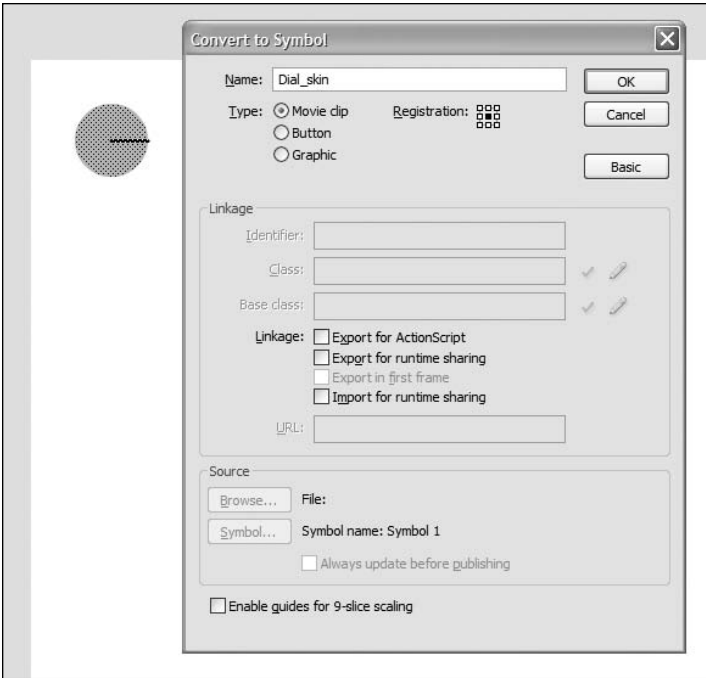 Convert to Symbol
Name: Dial_skin
OK
Type: Movie clip
Registration:
Cancel
Button
Graphic
Basic
Linkage
Identifier:
Class:
Base class:
Linkage: Export for ActionScript
Export for runtime sharing
Export in first frame
Import for runtime sharing
URL:
Source
Browse... File:
Symbol... Symbol name: Symbol 1
Always update before publishing
Enable guides for 9-slice scaling